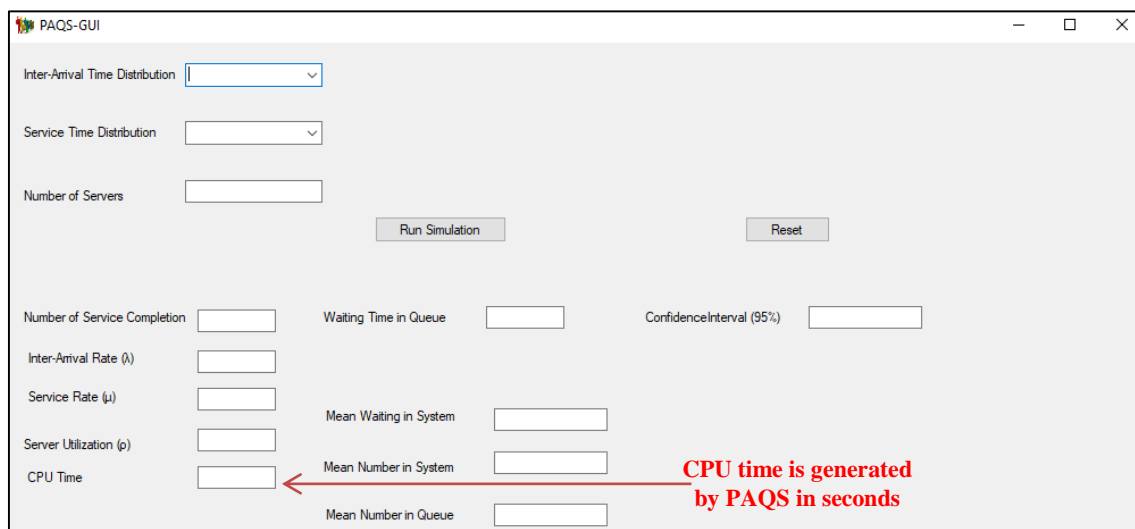 PAQS-GUI
Inter-Arrival Time Distribution
Service Time Distribution
Number of Servers
Run Simulation
Reset
Number of Service Completion
Waiting Time in Queue
ConfidenceInterval (95%)
Inter-Arrival Rate (λ)
Service Rate (μ)
Mean Waiting in System
Server Utilization (ρ)
CPU Time
Mean Number in System
CPU time is generated
by PAQS in seconds
Mean Number in Queue